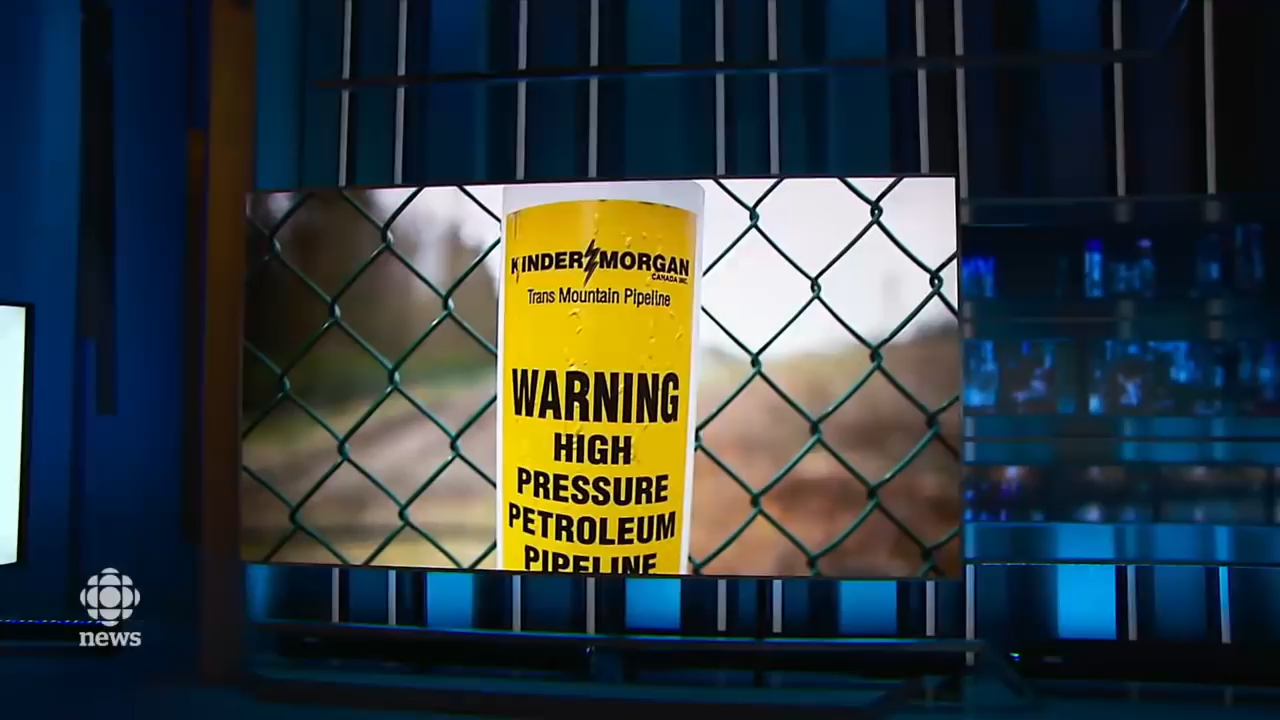 KINDER MORGAN
CANADA INC.
Trans Mountain Pipeline
WARNING
HIGH
PRESSURE
PETROLEUM
PIPELINE
news